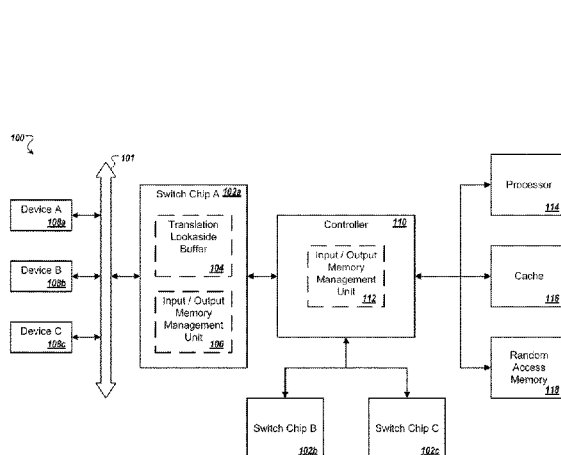 100
101
Device A
108a
Device B
108b
Device C
108c
Switch Chip A 102a
Translation
Lookaside
Buffer
104
Input / Output
Memory
Management
Unit
106
Controller 110
Input / Output
Memory
Management
Unit
112
Switch Chip B
102b
Switch Chip C
102c
Processor
114
Cache
116
Random
Access
Memory
118